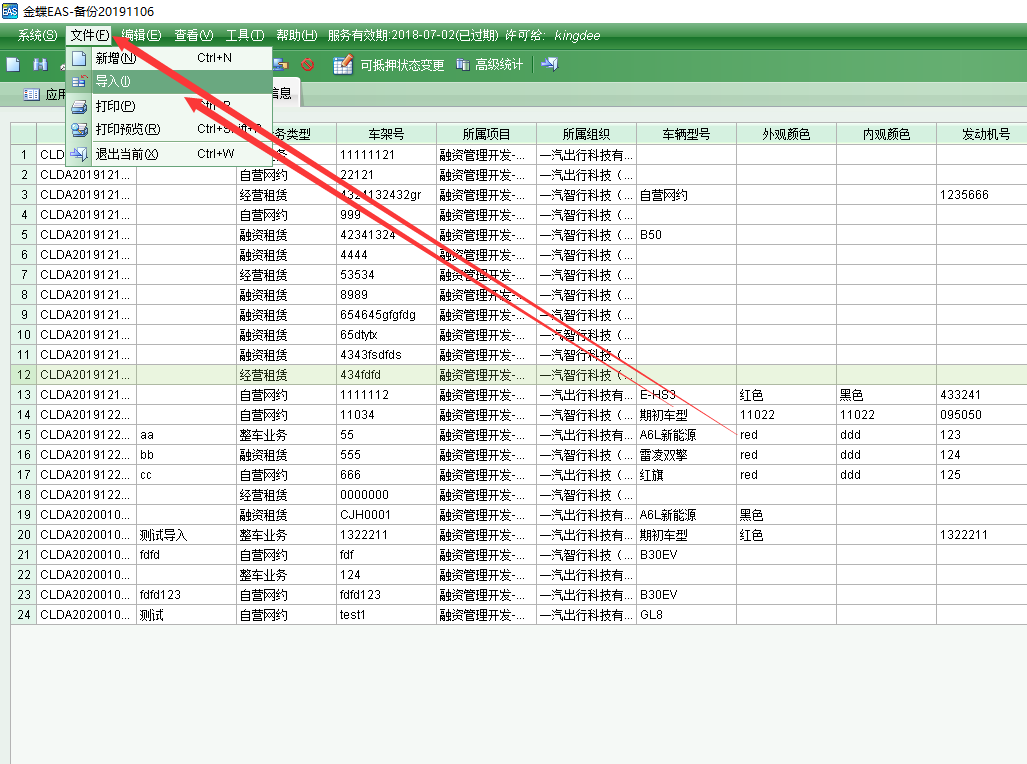 金蝶EAS-备份20191106
系统(S) 文件(F) 编辑(E) 查看(V) 工具(T) 帮助(H) 服务有效期:2018-07-02(已过期) 许可给: kingdee
可抵押状态变更 高级统计
新增(N) Ctrl+N
导入(I)
打印(P)
打印预览(R)
退出当前(X) Ctrl+W
应用
信息
务类型 车架号 所属项目 所属组织 车辆型号 外观颜色 内观颜色 发动机号
1 11111121 融资管理开发-... 一汽出行科技有...
2 CLDA2019121... 自营网约 22121 融资管理开发-... 一汽智行科技（...
3 CLDA2019121... 经营租赁 4324132432gr 融资管理开发-... 一汽智行科技（... 自营网约 1235666
4 CLDA2019121... 自营网约 999 融资管理开发-... 一汽智行科技（...
5 CLDA2019121... 融资租赁 42341324 融资管理开发-... 一汽智行科技（... B50
6 CLDA2019121... 融资租赁 4444 融资管理开发-... 一汽智行科技（...
7 CLDA2019121... 经营租赁 53534 融资管理开发-... 一汽智行科技（...
8 CLDA2019121... 融资租赁 8989 融资管理开发-... 一汽智行科技（...
9 CLDA2019121... 融资租赁 654645gfgfdg 融资管理开发-... 一汽智行科技（...
10 CLDA2019121... 融资租赁 65dtytx 融资管理开发-... 一汽智行科技（...
11 CLDA2019121... 融资租赁 4343fsdfds 融资管理开发-... 一汽智行科技（...
12 CLDA2019121... 经营租赁 434fdfd 融资管理开发-... 一汽智行科技（...
13 CLDA2019121... 自营网约 1111112 融资管理开发-... 一汽出行科技有... E-HS3 红色 黑色 433241
14 CLDA2019122... 自营网约 11034 融资管理开发-... 一汽智行科技（... 期初车型 11022 11022 095050
15 CLDA2019122... aa 整车业务 55 融资管理开发-... 一汽出行科技有... A6L新能源 red ddd 123
16 CLDA2019122... bb 融资租赁 555 融资管理开发-... 一汽智行科技（... 雷凌双擎 red ddd 124
17 CLDA2019122... cc 自营网约 666 融资管理开发-... 一汽出行科技有... 红旗 red ddd 125
18 CLDA2019122... 经营租赁 0000000 融资管理开发-... 一汽智行科技（...
19 CLDA2020010... 融资租赁 CJH0001 融资管理开发-... 一汽出行科技有... A6L新能源 黑色
20 CLDA2020010... 测试导入 整车业务 1322211 融资管理开发-... 一汽出行科技有... 期初车型 红色 1322211
21 CLDA2020010... fdfd 自营网约 fdf 融资管理开发-... 一汽智行科技（... B30EV
22 CLDA2020010... 整车业务 124 融资管理开发-... 一汽出行科技有...
23 CLDA2020010... fdfd123 自营网约 fdfd123 融资管理开发-... 一汽出行科技有... B30EV
24 CLDA2020010... 测试 自营网约 test1 融资管理开发-... 一汽出行科技有... GL8